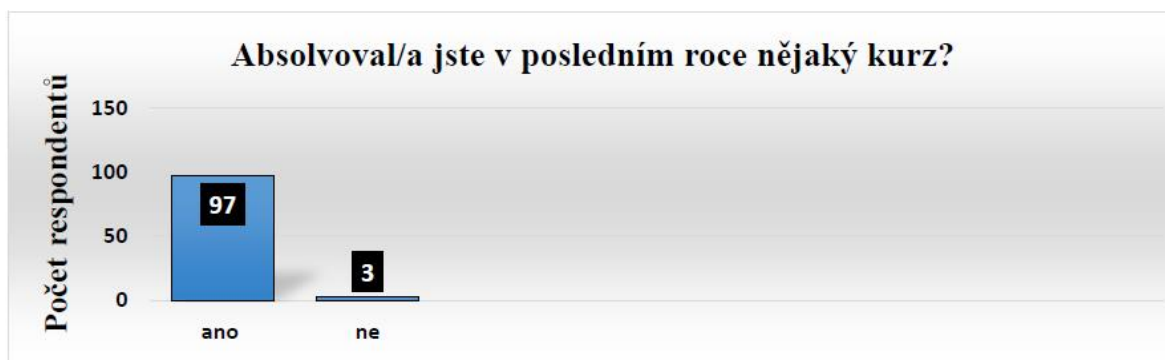 Absolvoval/a jste v posledním roce nějaký kurz?
Počet respondentů
150
100
50
0
97
3
ano
ne